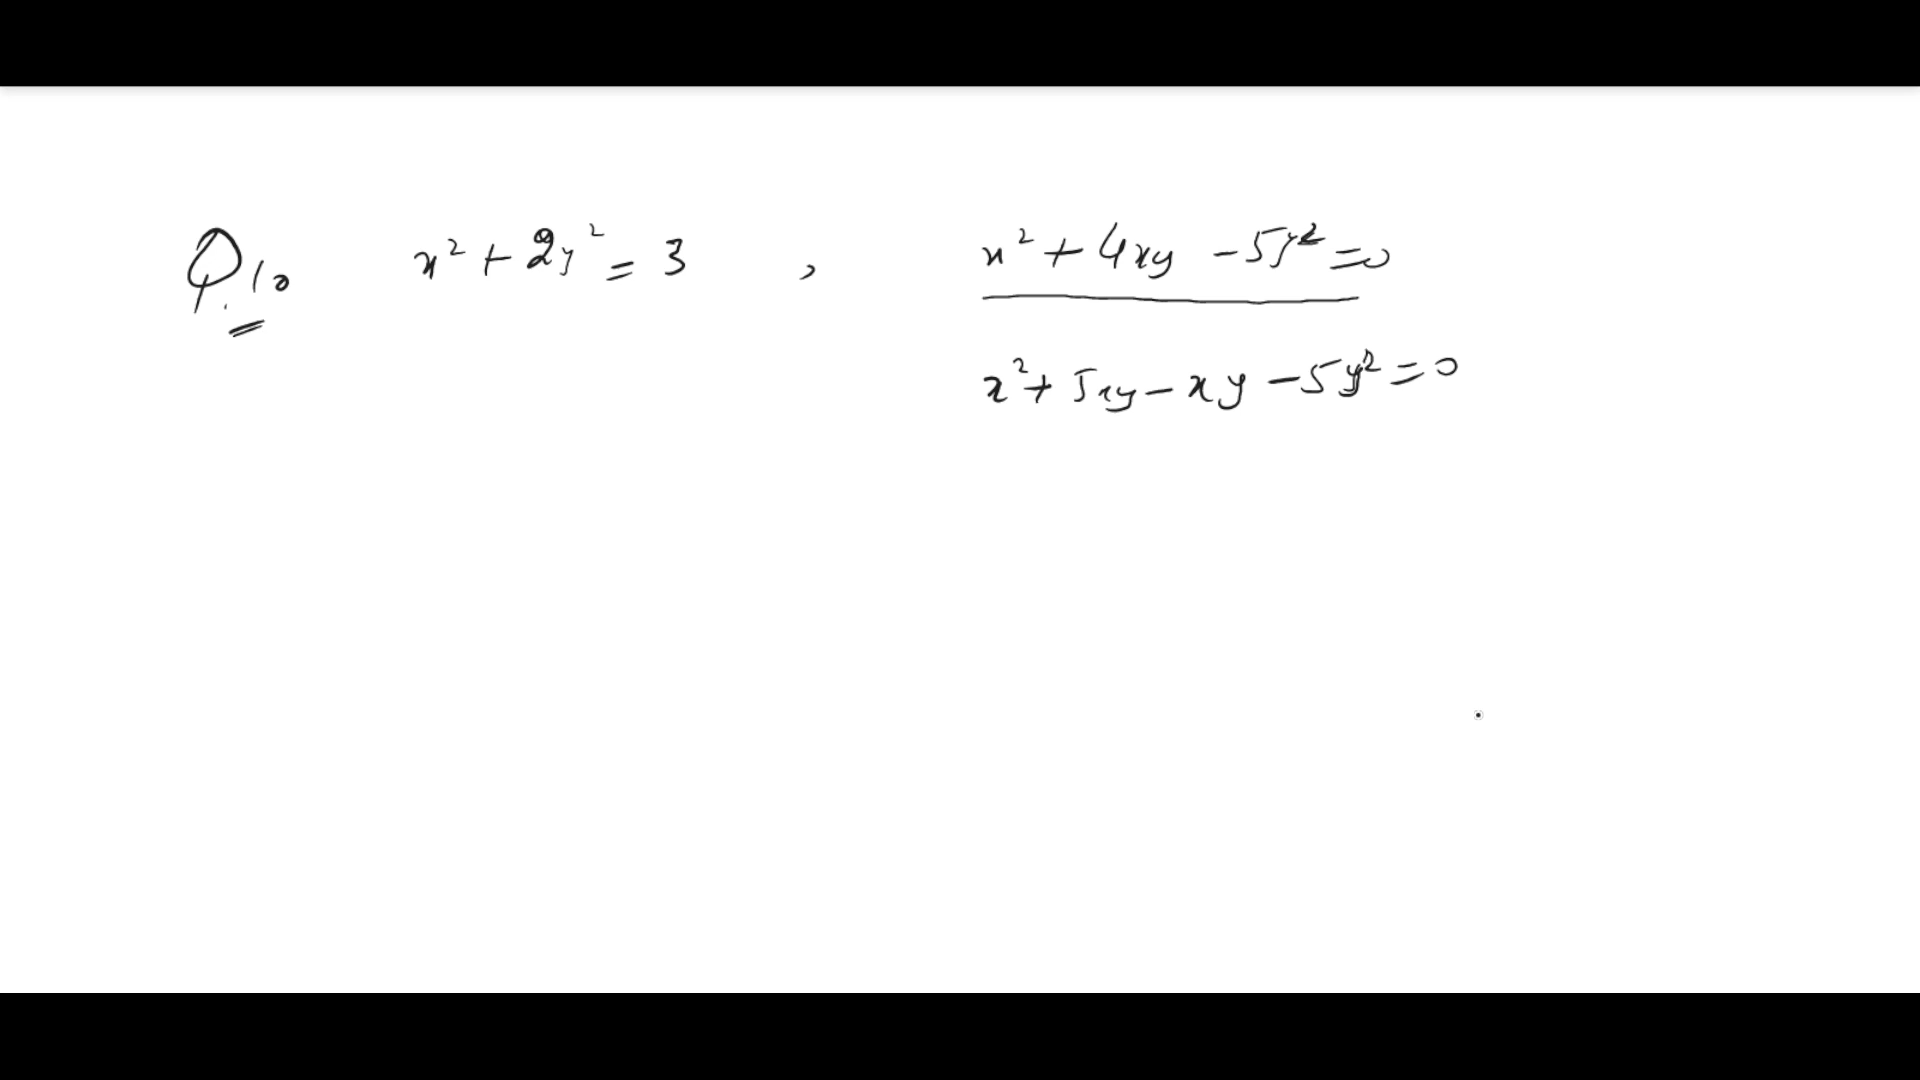 Q.10 x² + 2y² = 3 , x² + 4xy - 5y² = 0
x² + 5xy - xy - 5y² = 0